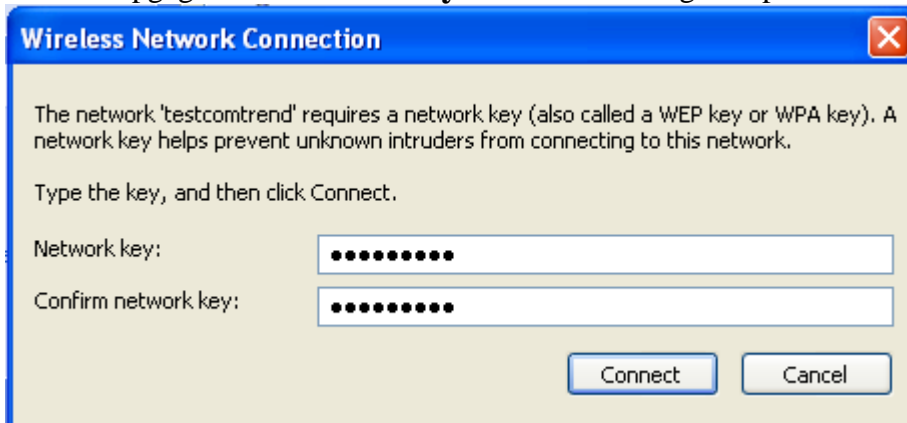 Wireless Network Connection
The network 'testcomtrend' requires a network key (also called a WEP key or WPA key). A
network key helps prevent unknown intruders from connecting to this network.
Type the key, and then click Connect.
Network key: •••••••••
Confirm network key: •••••••••
Connect Cancel